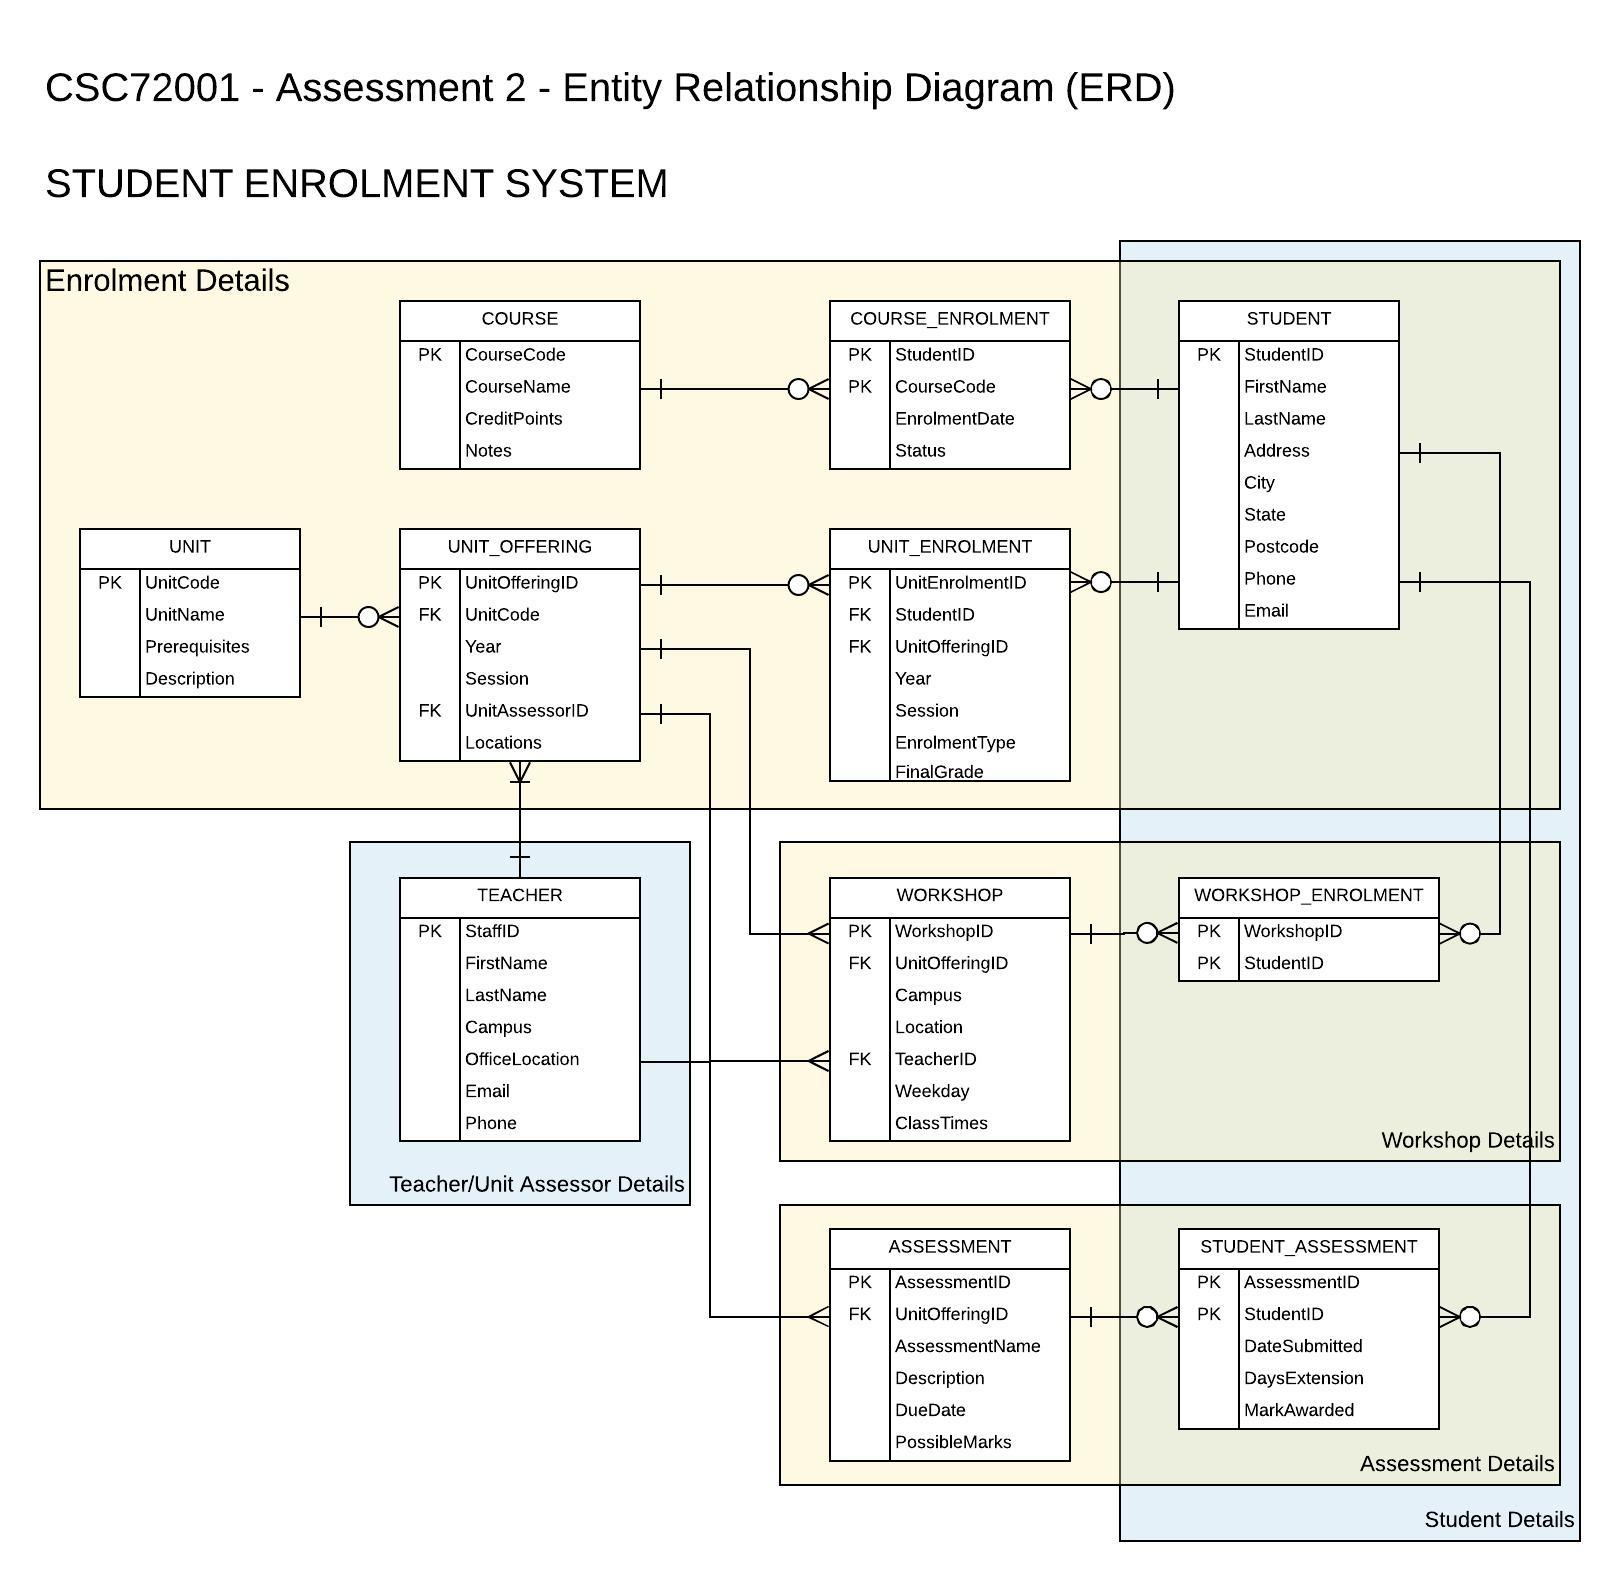 CSC72001 - Assessment 2 - Entity Relationship Diagram (ERD)
STUDENT ENROLMENT SYSTEM
Enrolment Details
COURSE
PK CourseCode
CourseName
CreditPoints
Notes
COURSE_ENROLMENT
PK StudentID
PK CourseCode
EnrolmentDate
Status
STUDENT
PK StudentID
FirstName
LastName
Address
City
State
Postcode
Phone
Email
UNIT
PK UnitCode
UnitName
Prerequisites
Description
UNIT_OFFERING
PK UnitOfferingID
FK UnitCode
Year
Session
FK UnitAssessorID
Locations
UNIT_ENROLMENT
PK UnitEnrolmentID
FK StudentID
FK UnitOfferingID
Year
Session
EnrolmentType
FinalGrade
TEACHER
PK StaffID
FirstName
LastName
Campus
OfficeLocation
Email
Phone
Teacher/Unit Assessor Details
WORKSHOP
PK WorkshopID
FK UnitOfferingID
Campus
Location
FK TeacherID
Weekday
ClassTimes
WORKSHOP_ENROLMENT
PK WorkshopID
PK StudentID
Workshop Details
ASSESSMENT
PK AssessmentID
FK UnitOfferingID
AssessmentName
Description
DueDate
PossibleMarks
STUDENT_ASSESSMENT
PK AssessmentID
PK StudentID
DateSubmitted
DaysExtension
MarkAwarded
Assessment Details
Student Details